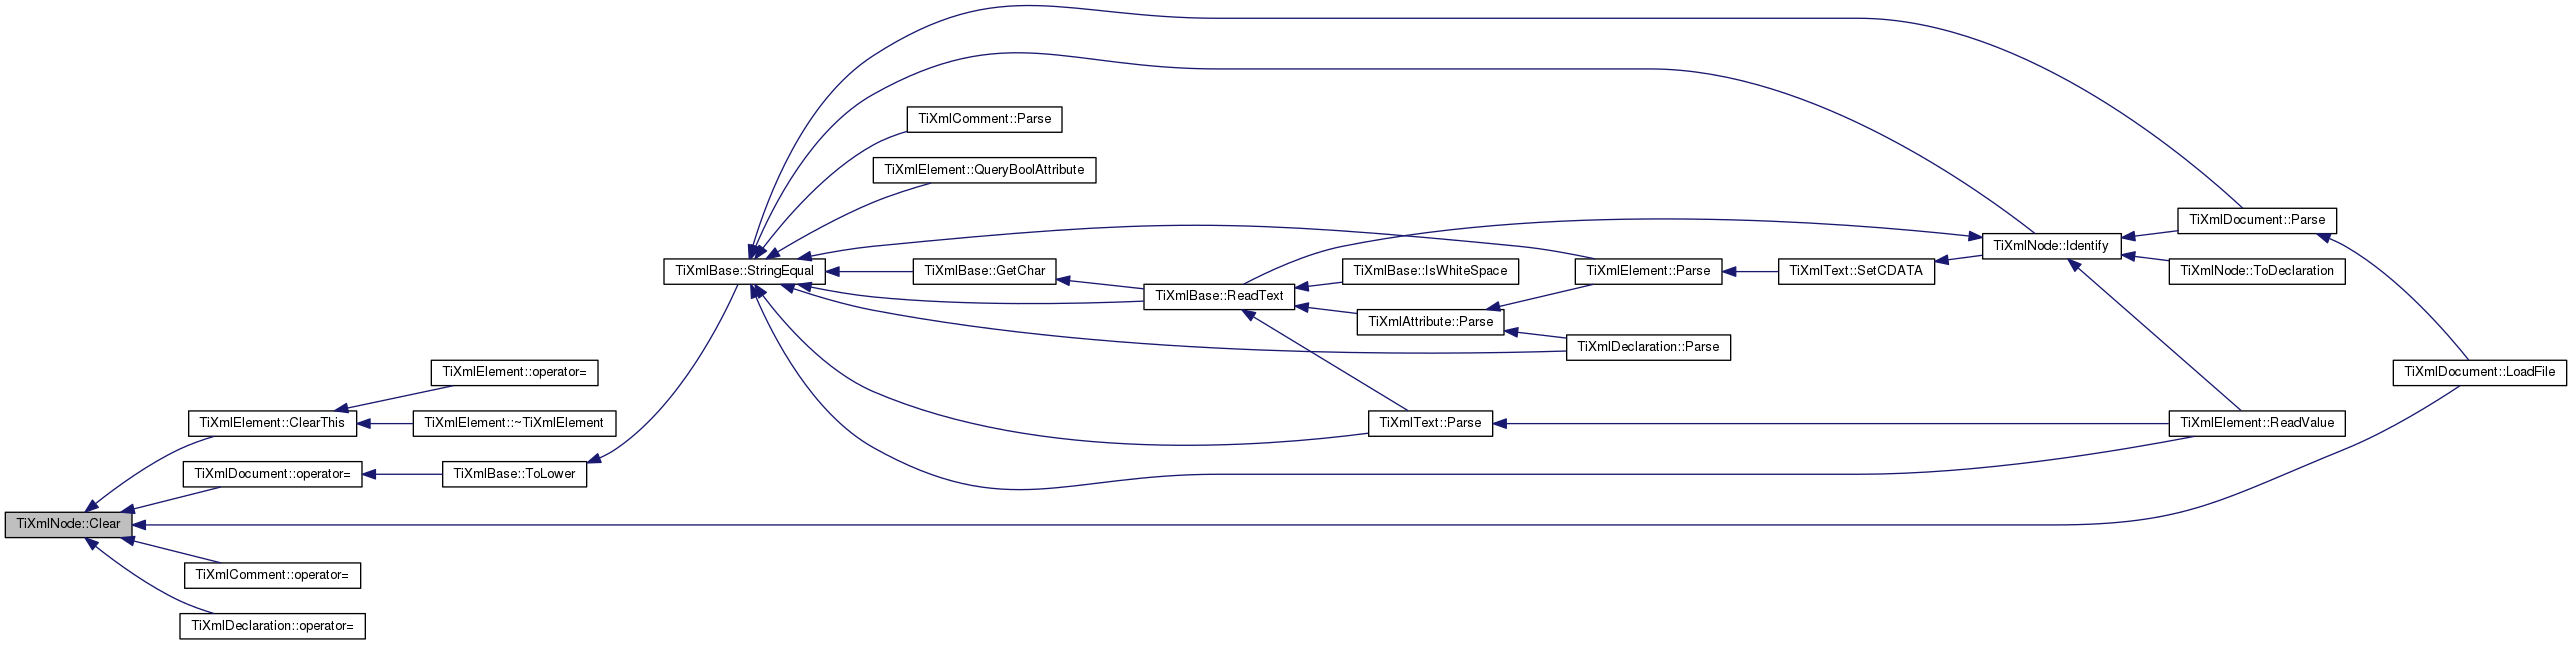 TiXmlComment::Parse
TiXmlElement::QueryBoolAttribute
TiXmlDocument::Parse
TiXmlNode::Identify
TiXmlBase::StringEqual
TiXmlBase::GetChar
TiXmlBase::IsWhiteSpace
TiXmlElement::Parse
TiXmlText::SetCDATA
TiXmlNode::ToDeclaration
TiXmlBase::ReadText
TiXmlAttribute::Parse
TiXmlDeclaration::Parse
TiXmlElement::operator=
TiXmlDocument::LoadFile
TiXmlElement::ClearThis
TiXmlElement::~TiXmlElement
TiXmlText::Parse
TiXmlElement::ReadValue
TiXmlDocument::operator=
TiXmlBase::ToLower
TiXmlNode::Clear
TiXmlComment::operator=
TiXmlDeclaration::operator=